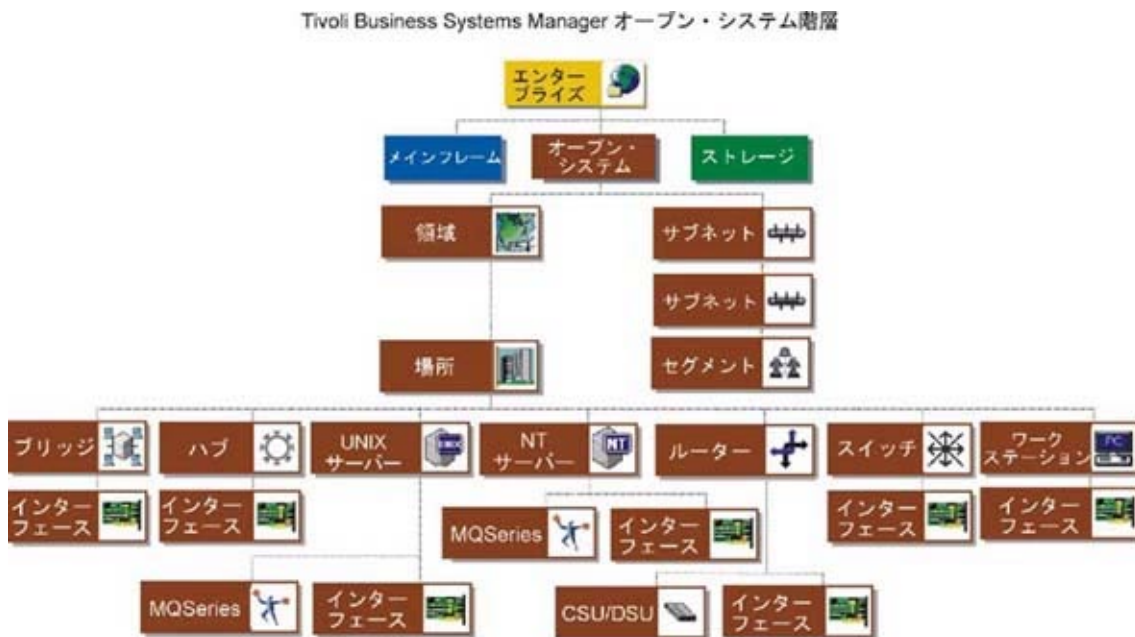 Tivoli Business Systems Manager オープン・システム階層
エンター
プライズ
メインフレーム
オープン・
システム
ストレージ
領域
サブネット
サブネット
場所
セグメント
ブリッジ
ハブ
UNIX
サーバー
UNIX
NT
サーバー
NT
ルーター
スイッチ
ワーク
ステーション
PC
インター
フェース
インター
フェース
MQSeries
インター
フェース
インター
フェース
インター
フェース
MQSeries
インター
フェース
CSU/DSU
インター
フェース